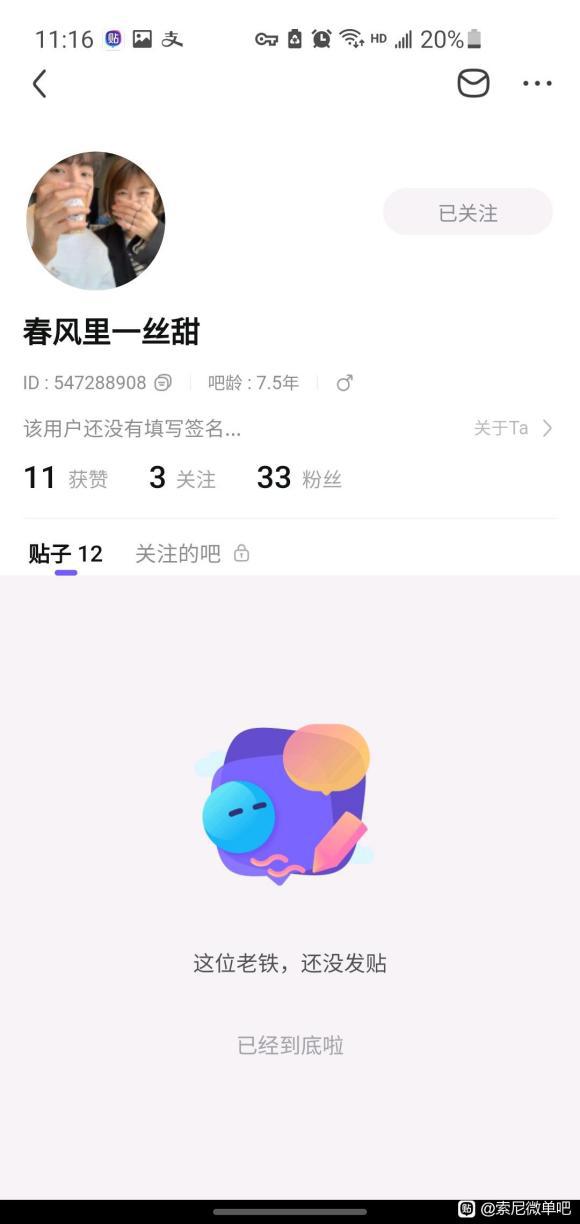 11:16 贴 支 HD 20%
已关注
春风里一丝甜
ID : 547288908 吧龄 : 7.5年
该用户还没有填写签名... 关于Ta
11 获赞 3 关注 33 粉丝
贴子 12 关注的吧
这位老铁，还没发贴
已经到底啦
贴 @索尼微单吧